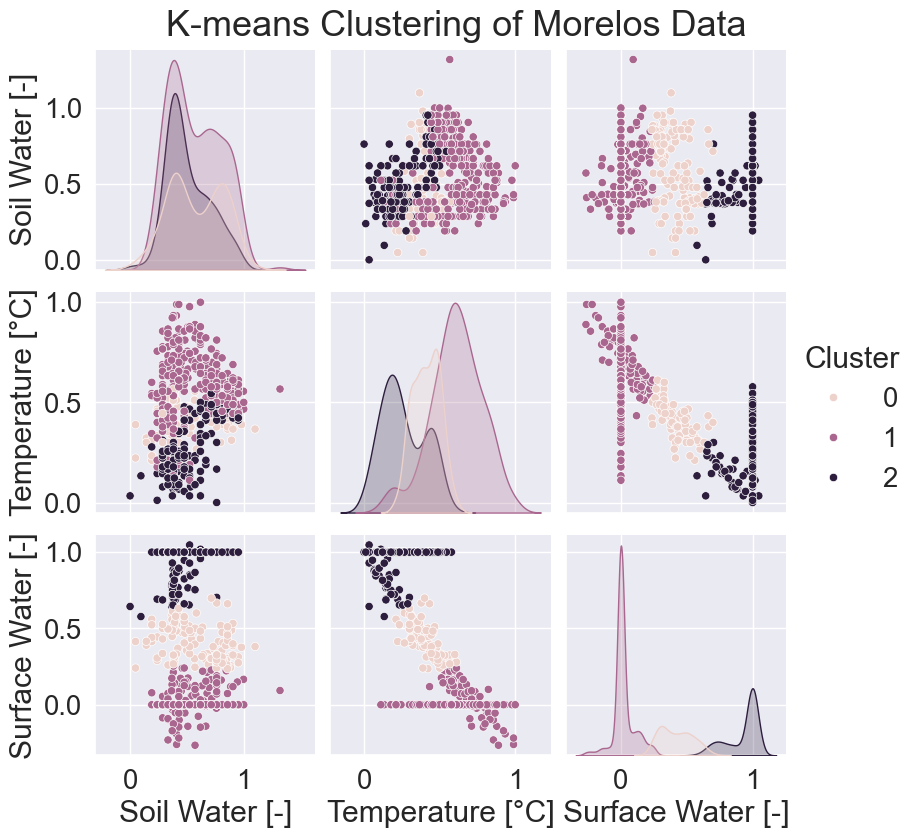 K-means Clustering of Morelos Data
Soil Water [-]
1.0
0.5
0.0
Temperature [°C]
1.0
0.5
0.0
Surface Water [-]
1.0
0.5
0.0
0 1
0 1
0 1
Soil Water [-]
Temperature [°C]
Surface Water [-]
Cluster
0
1
2